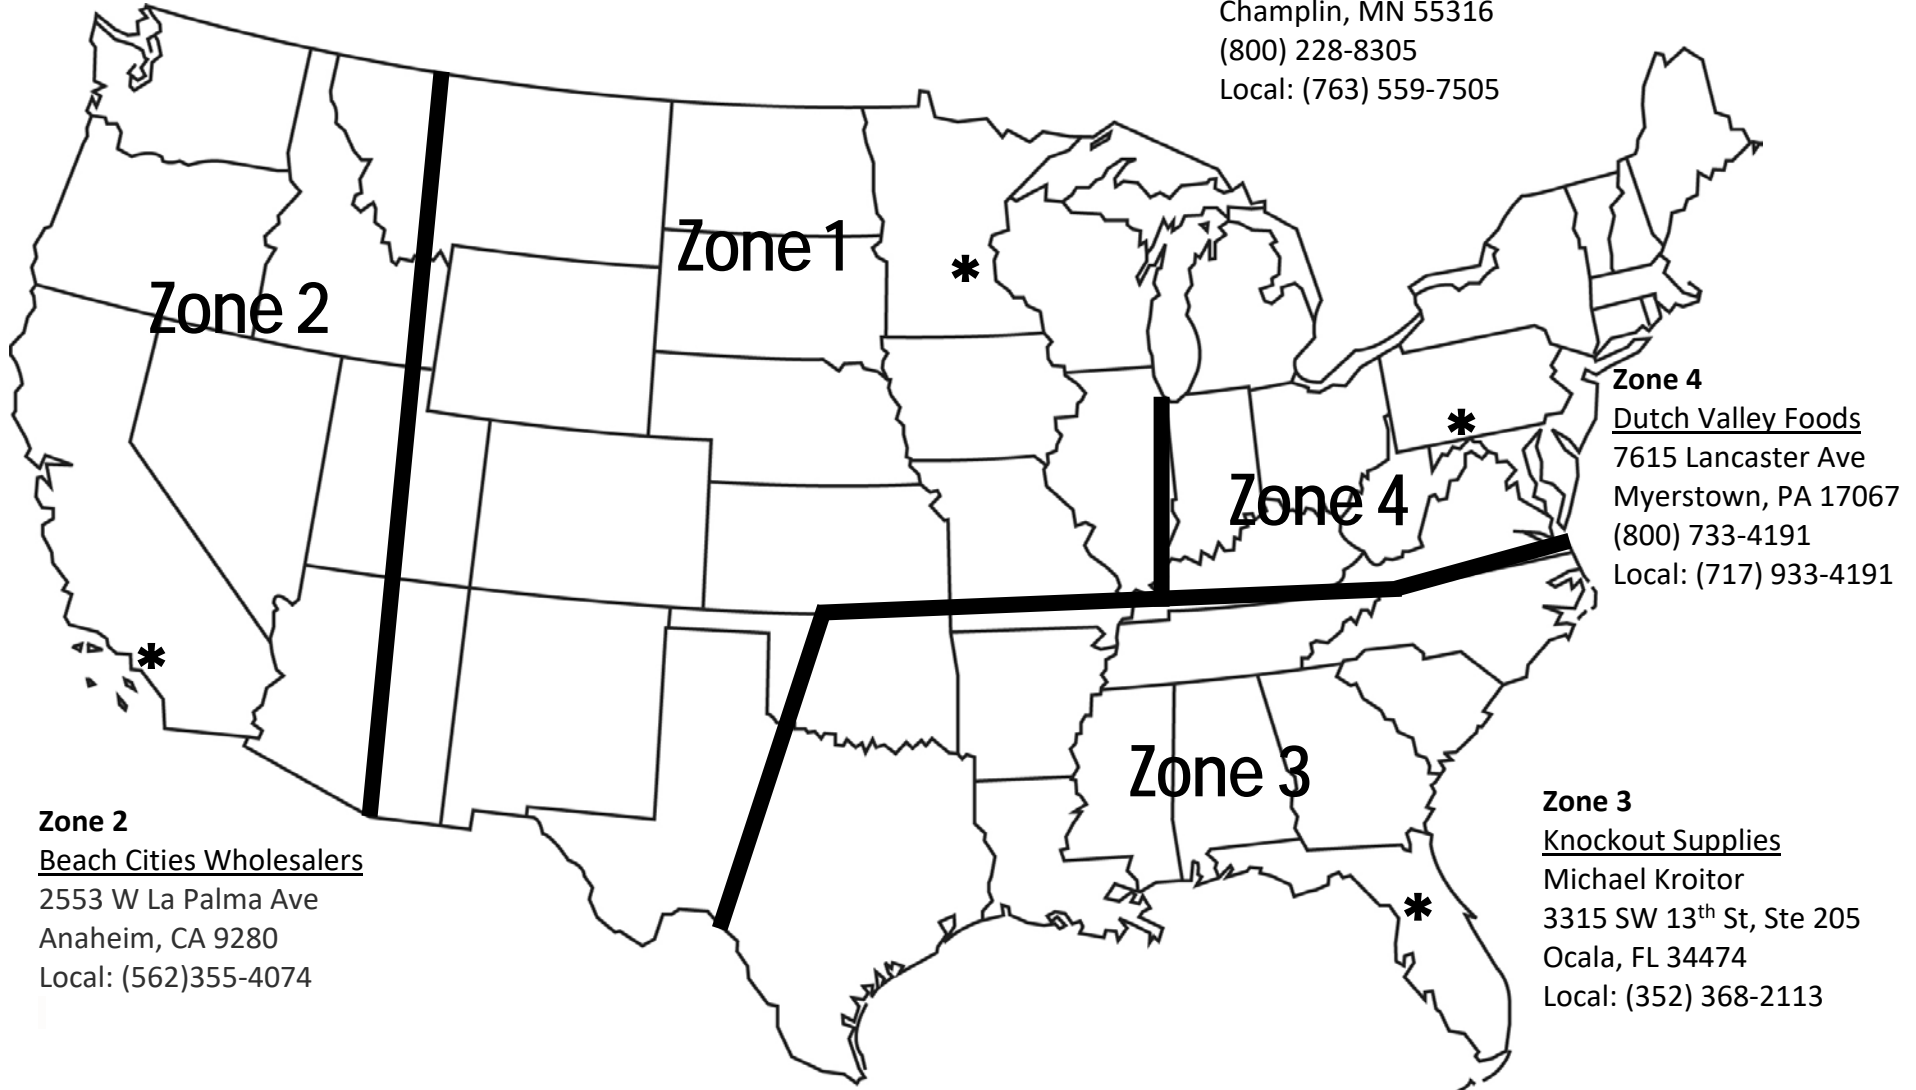 Champlin, MN 55316
(800) 228-8305
Local: (763) 559-7505
Zone 1
Zone 2
Zone 4
Dutch Valley Foods
7615 Lancaster Ave
Myerstown, PA 17067
(800) 733-4191
Local: (717) 933-4191
Zone 4
Zone 3
Zone 2
Beach Cities Wholesalers
2553 W La Palma Ave
Anaheim, CA 9280
Local: (562)355-4074
Zone 3
Knockout Supplies
Michael Kroitor
3315 SW 13th St, Ste 205
Ocala, FL 34474
Local: (352) 368-2113